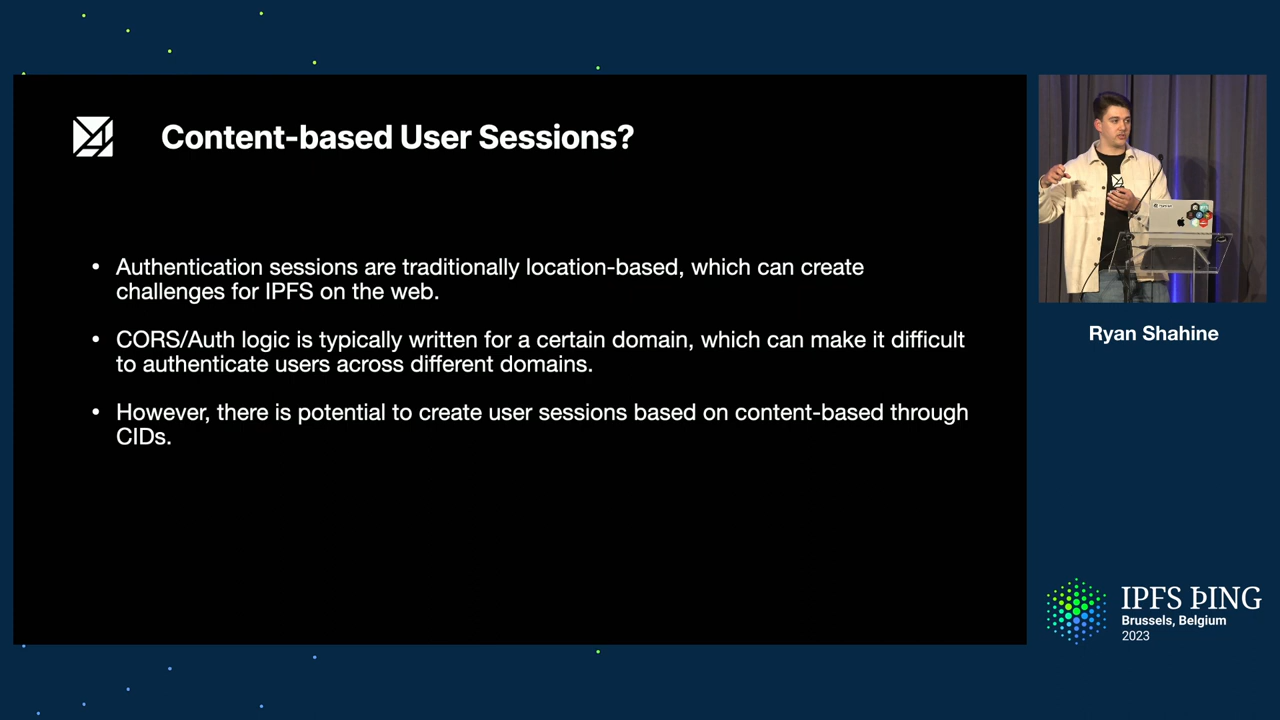 Content-based User Sessions?
• Authentication sessions are traditionally location-based, which can create
challenges for IPFS on the web.
• CORS/Auth logic is typically written for a certain domain, which can make it difficult
to authenticate users across different domains.
• However, there is potential to create user sessions based on content-based through
CIDs.
Ryan Shahine
IPFS ÞING
Brussels, Belgium
2023